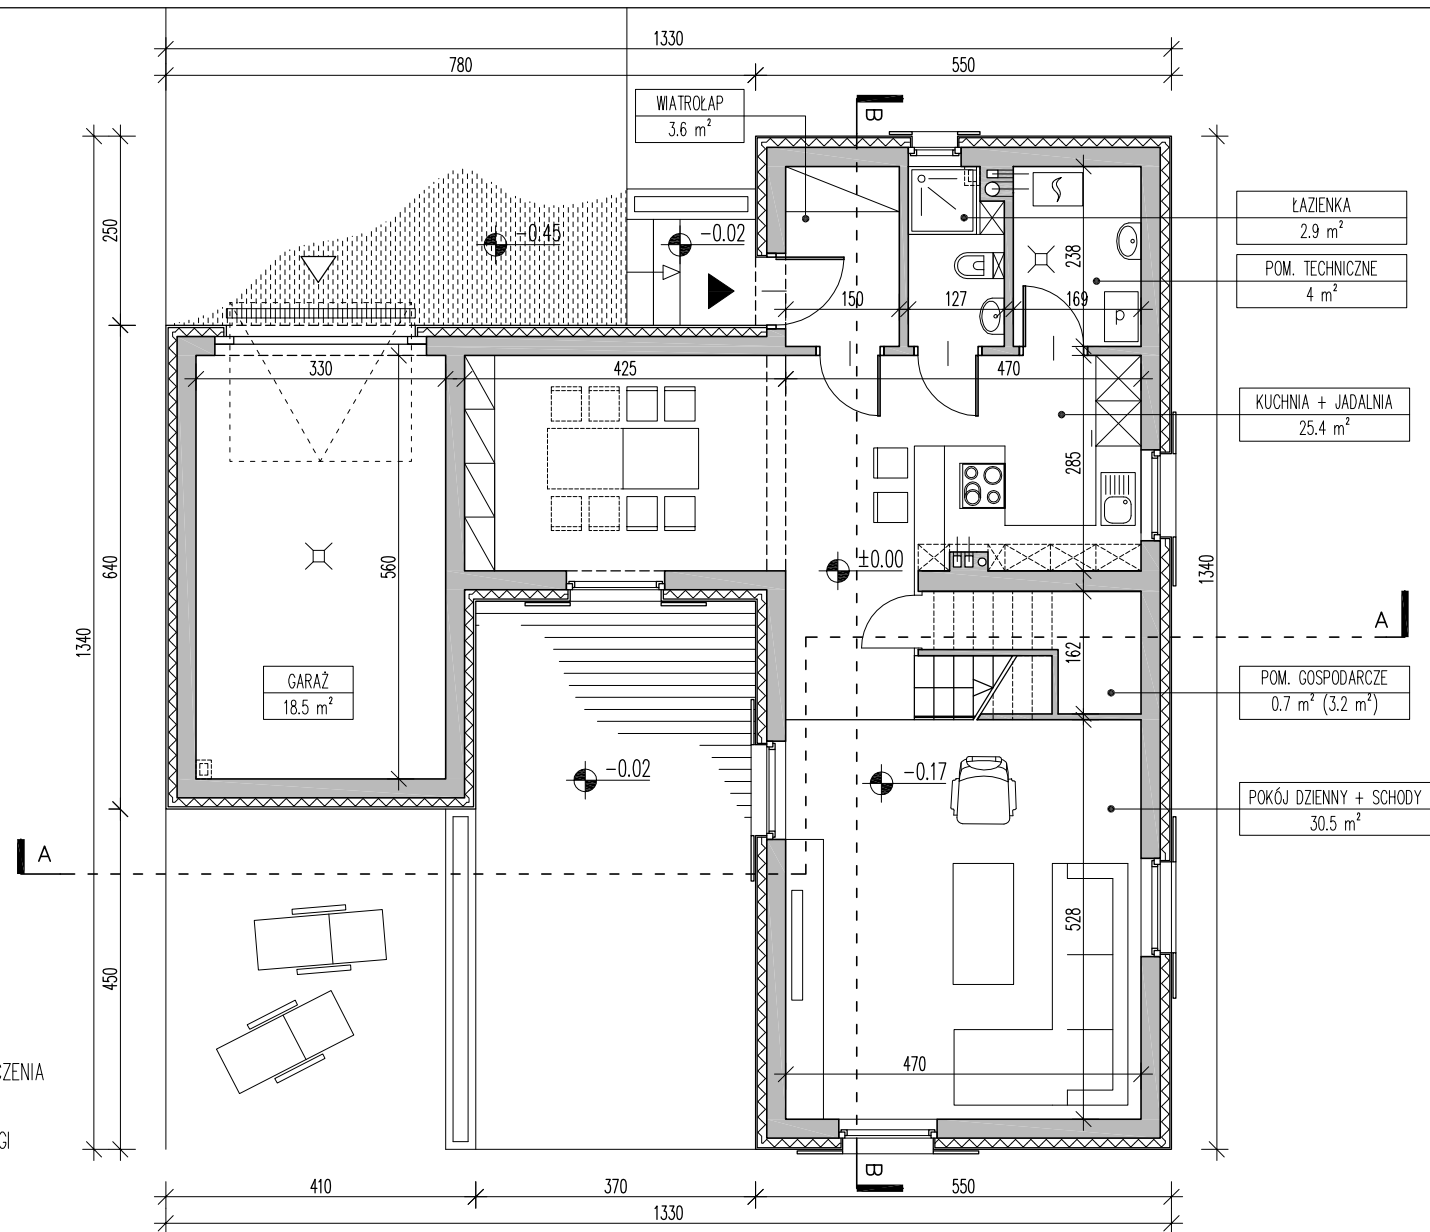 1330
780
550
WIATROŁAP
3.6 m²
B
250
-0.45
-0.02
ŁAZIENKA
2.9 m²
238
POM. TECHNICZNE
4 m²
150
127
169
p
330
425
470
KUCHNIA + JADALNIA
25.4 m²
285
640
560
±0.00
1340
1340
A
162
GARAŻ
18.5 m²
POM. GOSPODARCZE
0.7 m² (3.2 m²)
-0.02
-0.17
POKÓJ DZIENNY + SCHODY
30.5 m²
A
528
450
470
CZENIA
GI
B
410
370
550
1330